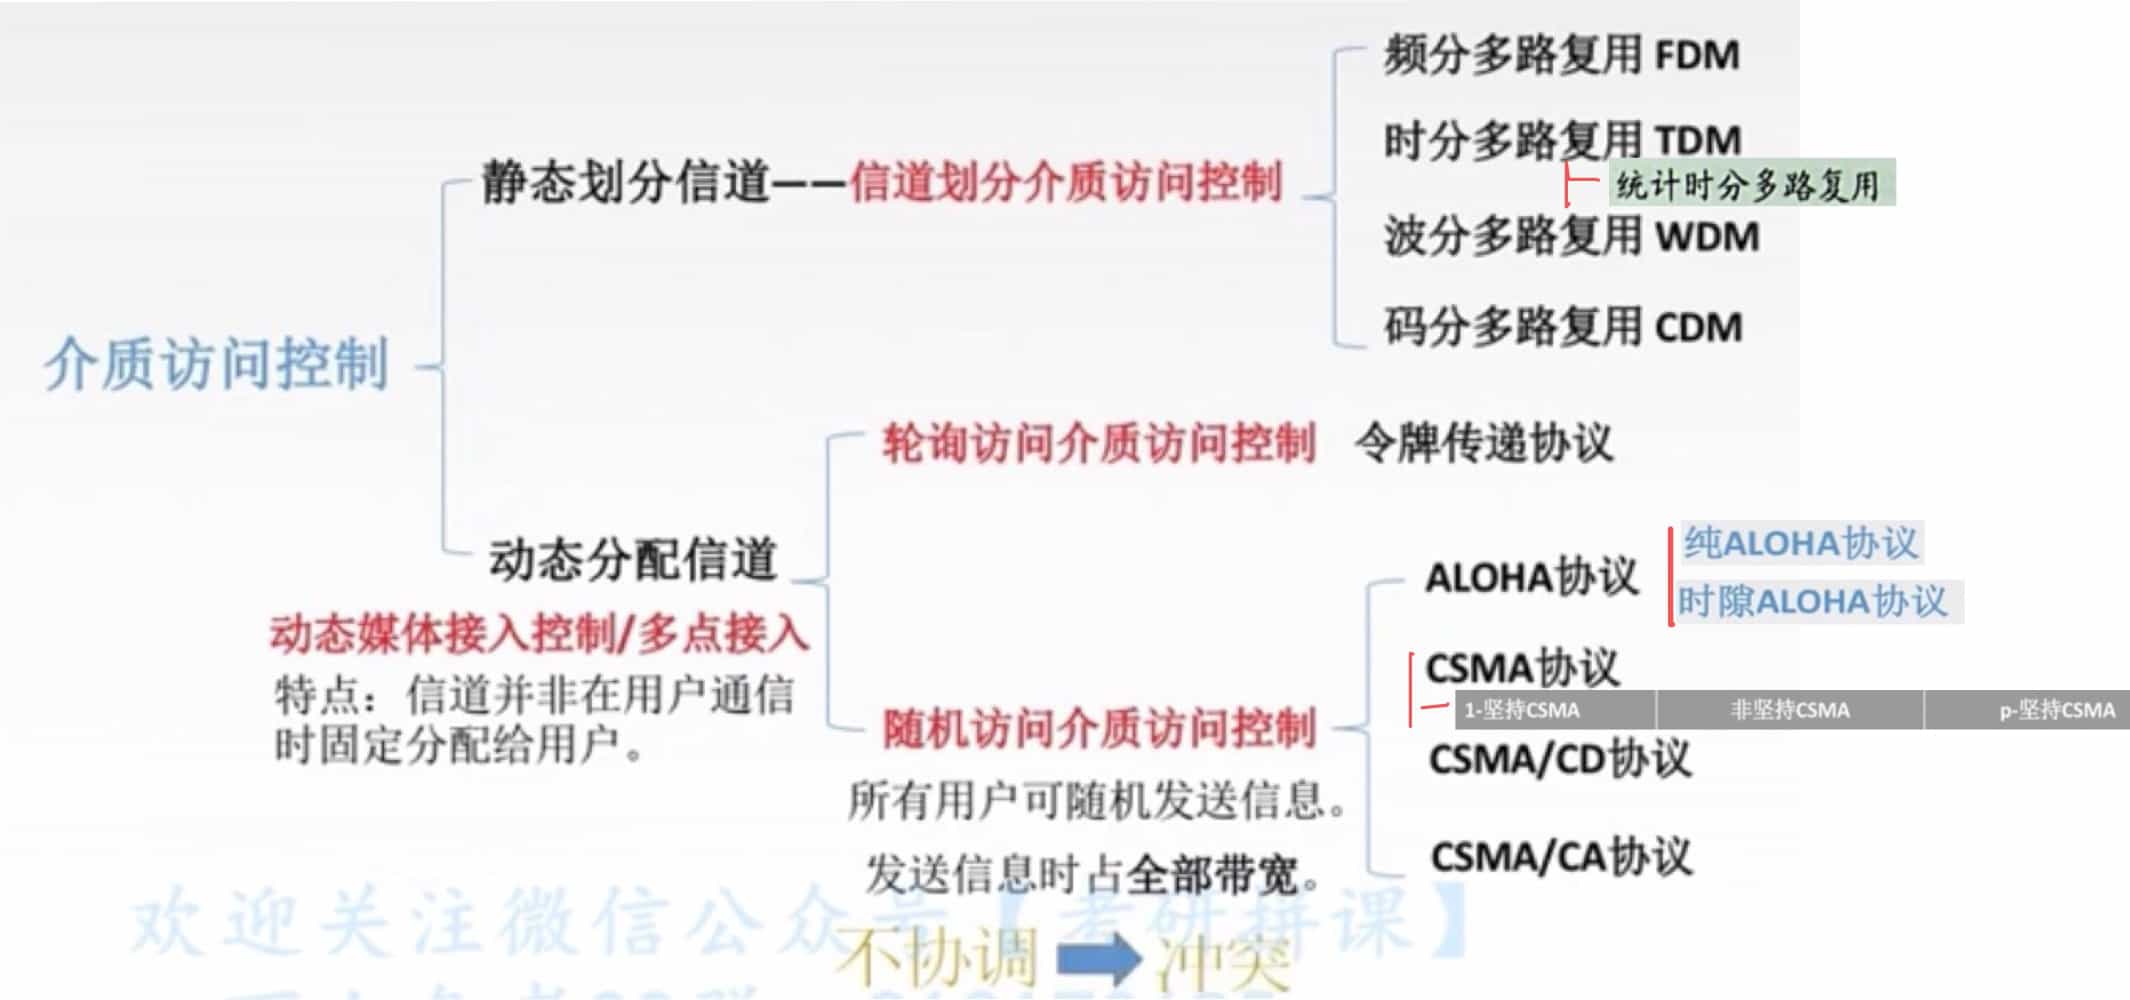 频分多路复用 FDM
时分多路复用 TDM
静态划分信道——信道划分介质访问控制
统计时分多路复用
波分多路复用 WDM
码分多路复用 CDM
介质访问控制
轮询访问介质访问控制 令牌传递协议
动态分配信道
纯ALOHA协议
ALOHA协议
时隙ALOHA协议
动态媒体接入控制/多点接入
特点：信道并非在用户通信
时固定分配给用户。
CSMA协议
1-坚持CSMA 非坚持CSMA p-坚持CSMA
随机访问介质访问控制
CSMA/CD协议
所有用户可随机发送信息。
发送信息时占全部带宽。
CSMA/CA协议
欢迎关注微信公众号【考研拼课】
不协调 冲突